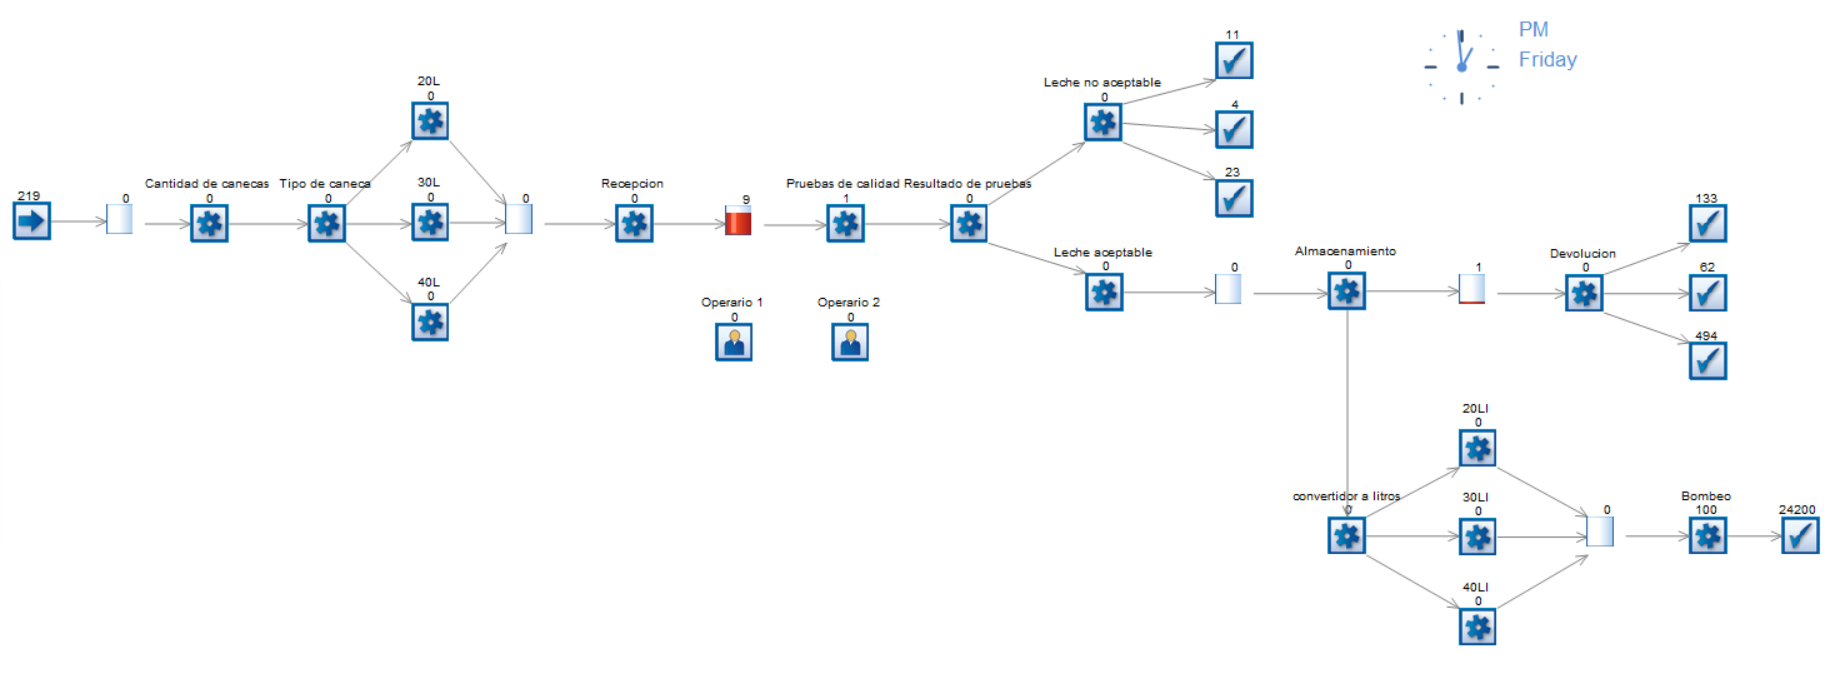 PM
Friday
11
Leche no aceptable
0
20L
0
4
23
219
0
Cantidad de canecas
0
Tipo de caneca
0
30L
0
0
Recepcion
0
9
Pruebas de calidad
1
Resultado de pruebas
0
40L
0
Leche aceptable
0
0
Almacenamiento
0
1
Devolucion
0
133
62
494
Operario 1
0
Operario 2
0
20LI
0
convertidor a litros
0
30LI
0
0
Bombeo
100
24200
40LI
0